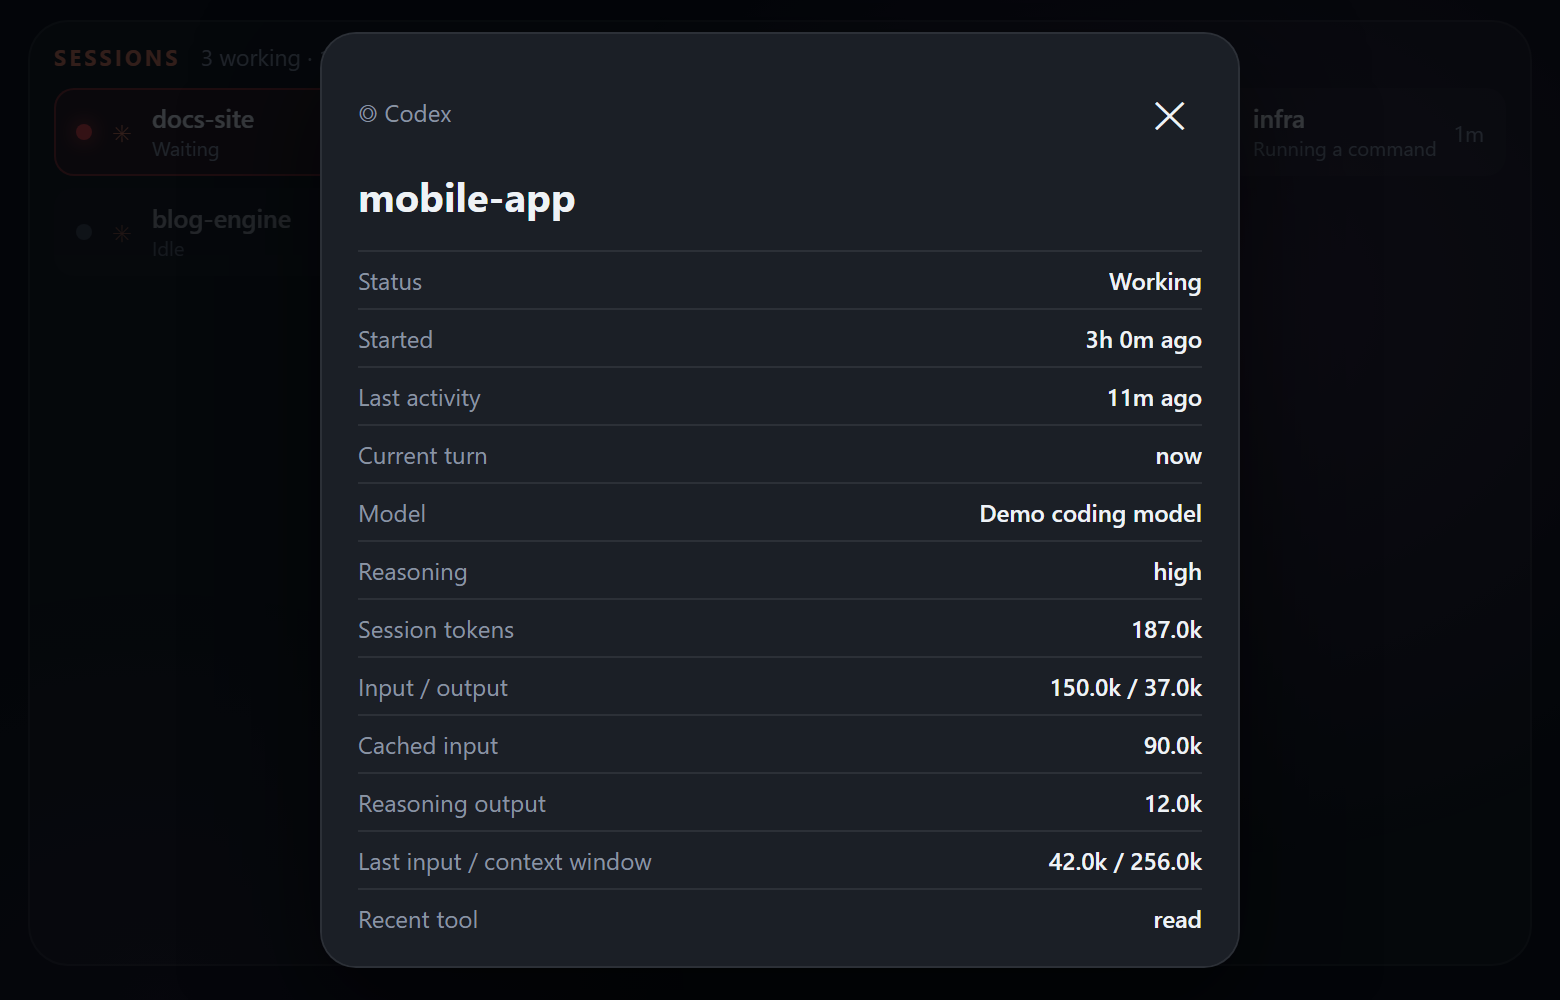 SESSIONS 3 working ·
docs-site
Waiting
blog-engine
Idle
infra
Running a command
1m
◎ Codex
mobile-app
Status Working
Started 3h 0m ago
Last activity 11m ago
Current turn now
Model Demo coding model
Reasoning high
Session tokens 187.0k
Input / output 150.0k / 37.0k
Cached input 90.0k
Reasoning output 12.0k
Last input / context window 42.0k / 256.0k
Recent tool read